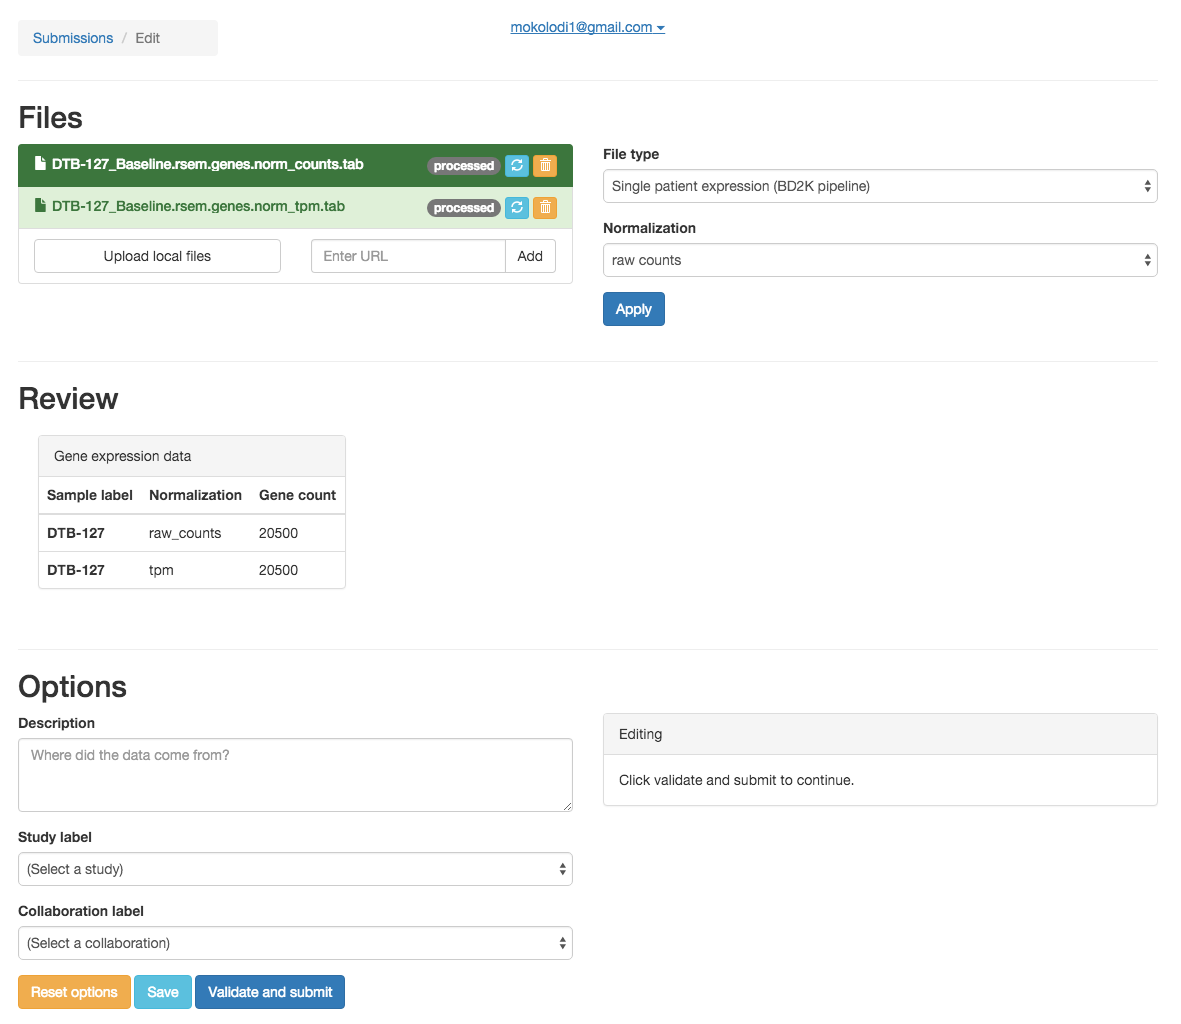 Submissions / Edit
mokolodi1@gmail.com
Files
DTB-127_Baseline.rsem.genes.norm_counts.tab processed
DTB-127_Baseline.rsem.genes.norm_tpm.tab processed
Upload local files Enter URL Add
File type
Single patient expression (BD2K pipeline)
Normalization
raw counts
Apply
Review
Gene expression data
Sample label Normalization Gene count
DTB-127 raw_counts 20500
DTB-127 tpm 20500
Options
Description
Where did the data come from?
Study label
(Select a study)
Collaboration label
(Select a collaboration)
Reset options Save Validate and submit
Editing
Click validate and submit to continue.